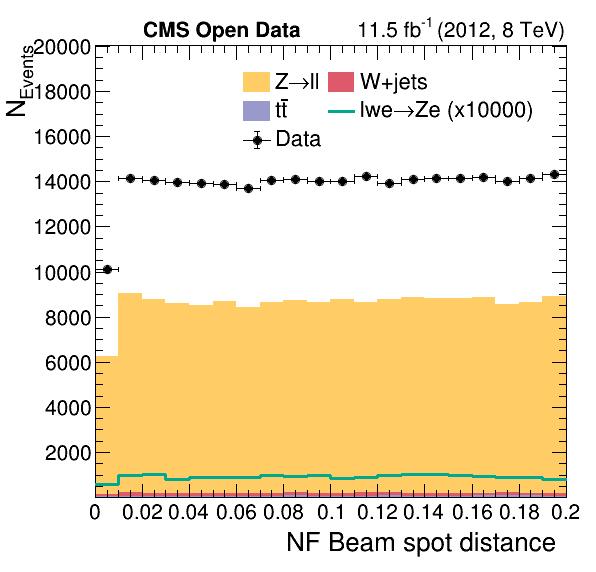 CMS Open Data 11.5 fb⁻¹ (2012, 8 TeV)
N_Events
Z→ll W+jets
tt̄ lwe→Ze (x10000)
Data
20000
18000
16000
14000
12000
10000
8000
6000
4000
2000
0 0.02 0.04 0.06 0.08 0.1 0.12 0.14 0.16 0.18 0.2
NF Beam spot distance